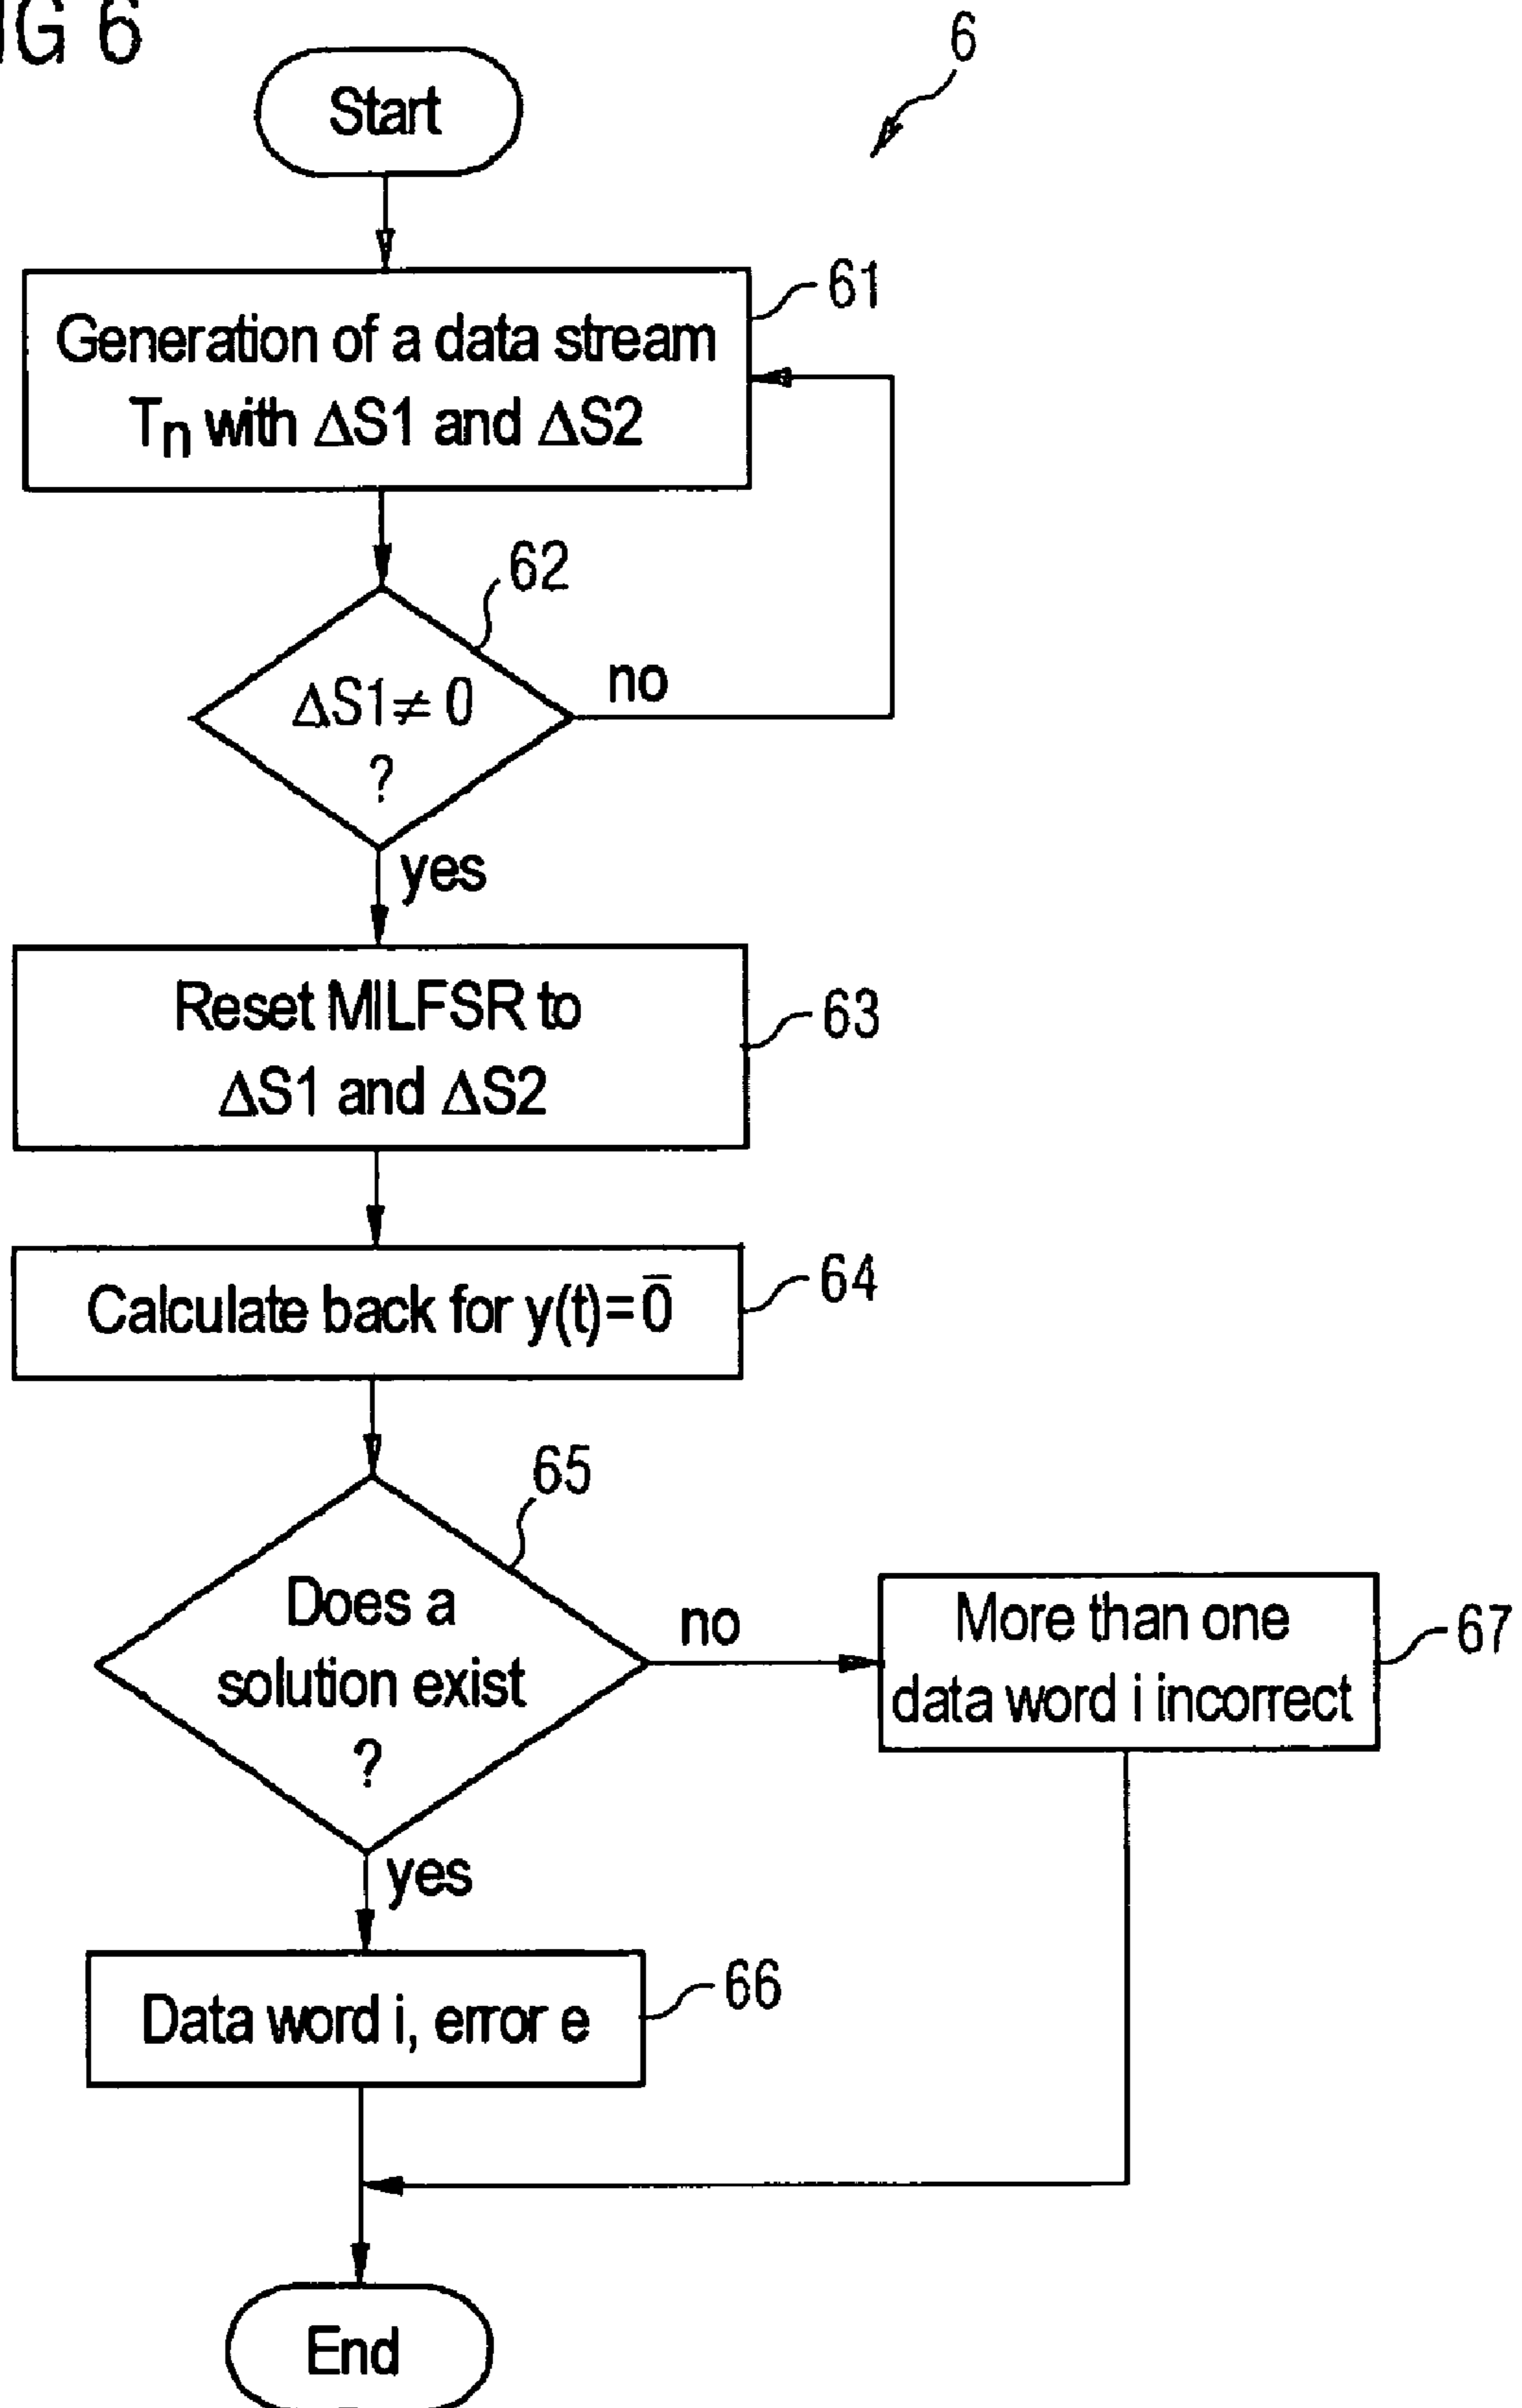 IG 6
6
Start
61
Generation of a data stream
Tn with ΔS1 and ΔS2
62
ΔS1≠ 0
?
no
yes
Reset MILFSR to
ΔS1 and ΔS2
63
Calculate back for y(t)=0̅
64
65
Does a
solution exist
?
no
More than one
data word i incorrect
67
yes
Data word i, error e
66
End